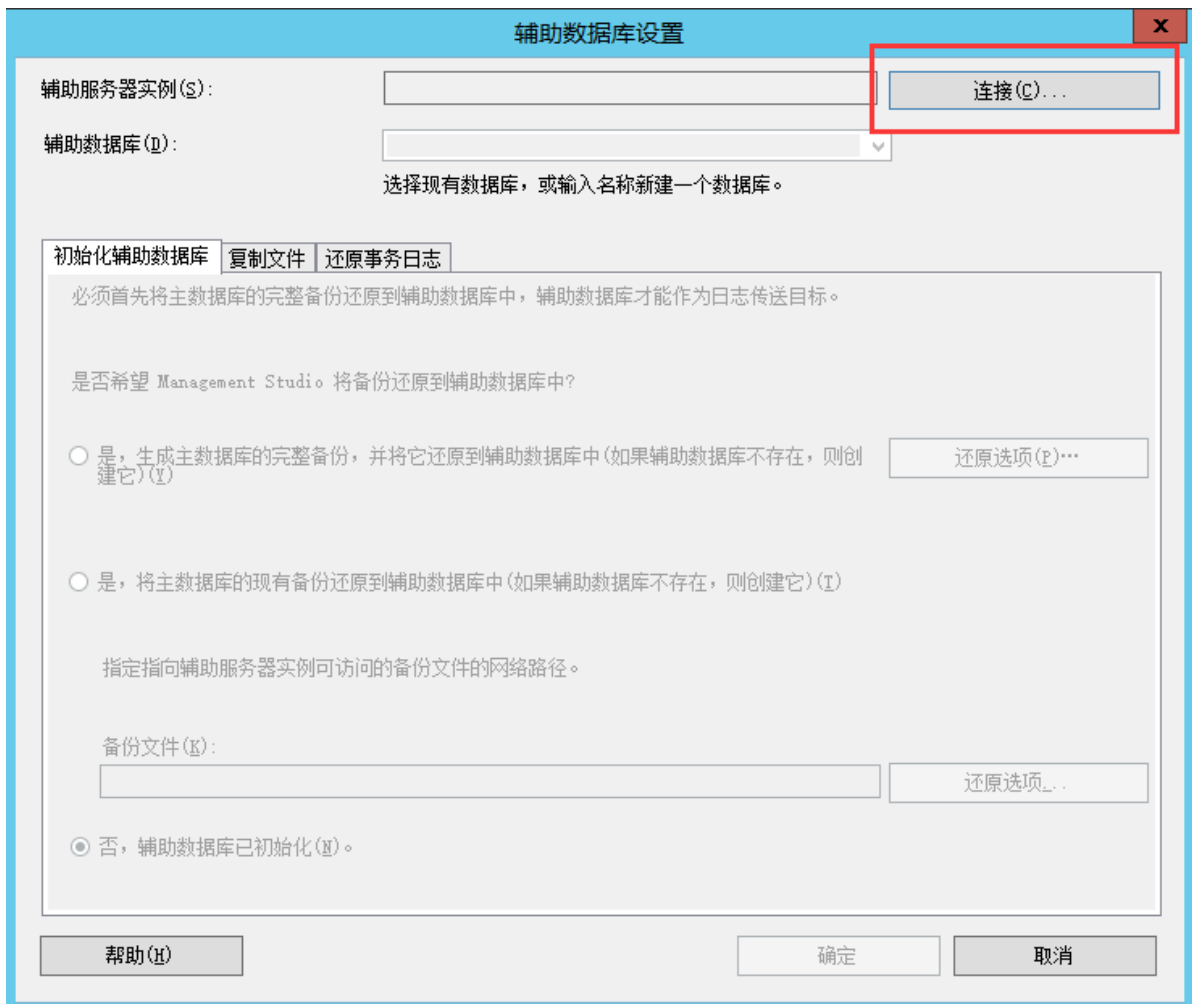 辅助数据库设置
x
辅助服务器实例(S):
连接(C)...
辅助数据库(D):
选择现有数据库，或输入名称新建一个数据库。
初始化辅助数据库 复制文件 还原事务日志
必须首先将主数据库的完整备份还原到辅助数据库中，辅助数据库才能作为日志传送目标。
是否希望 Management Studio 将备份还原到辅助数据库中?
是，生成主数据库的完整备份，并将它还原到辅助数据库中(如果辅助数据库不存在，则创
建它)(Y)
还原选项(P)...
是，将主数据库的现有备份还原到辅助数据库中(如果辅助数据库不存在，则创建它)(I)
指定指向辅助服务器实例可访问的备份文件的网络路径。
备份文件(K):
还原选项_..
否，辅助数据库已初始化(N)。
帮助(H)
确定
取消